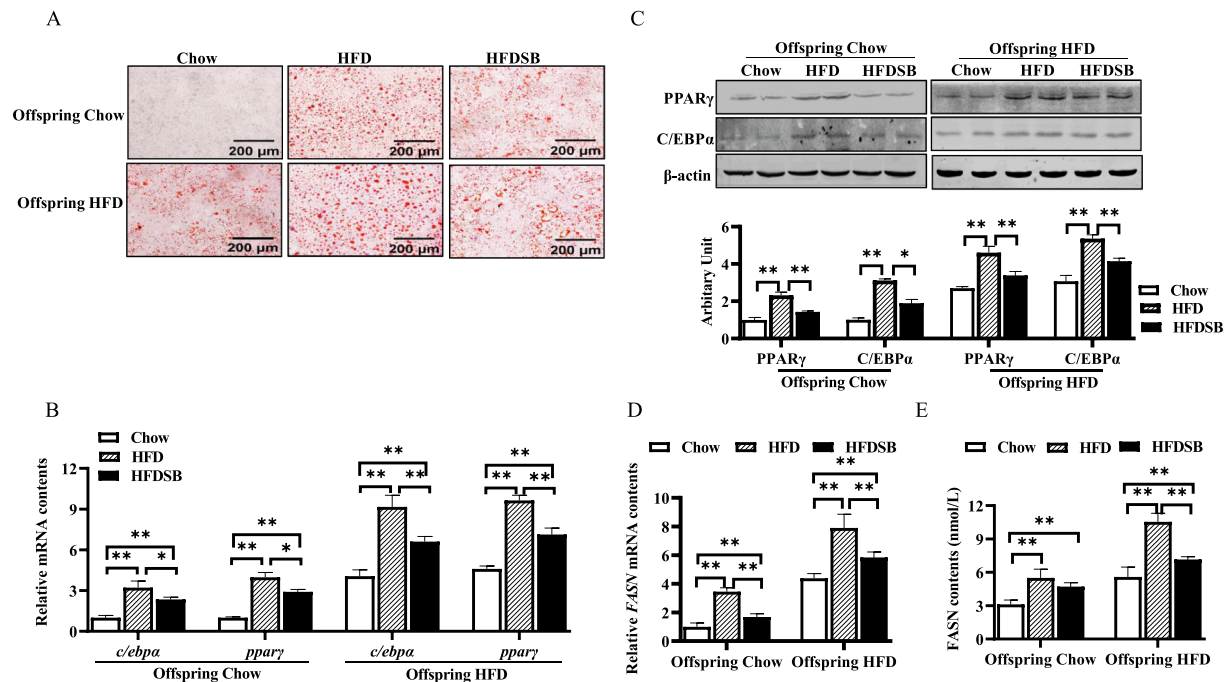 A
Chow HFD HFDSB
Offspring Chow
200 µm 200 µm 200 µm
Offspring HFD
200 µm 200 µm 200 µm
C
Offspring Chow Offspring HFD
Chow HFD HFDSB Chow HFD HFDSB
PPARγ
C/EBPα
β-actin
Arbitary Unit
6
4
2
0
** ** ** * ** ** ** **
Chow
HFD
HFDSB
PPARγ C/EBPα PPARγ C/EBPα
Offspring Chow Offspring HFD
B
Chow
HFD
HFDSB
Relative mRNA contents
12
9
6
3
0
** ** ** **
** * ** * ** ** ** **
c/ebpα pparγ c/ebpα pparγ
Offspring Chow Offspring HFD
D
Chow HFD HFDSB
Relative FASN mRNA contents
10
8
6
4
2
0
** **
** ** ** **
Offspring Chow Offspring HFD
E
Chow HFD HFDSB
FASN contents (nmol/L)
12
9
6
3
0
** **
** ** **
Offspring Chow Offspring HFD